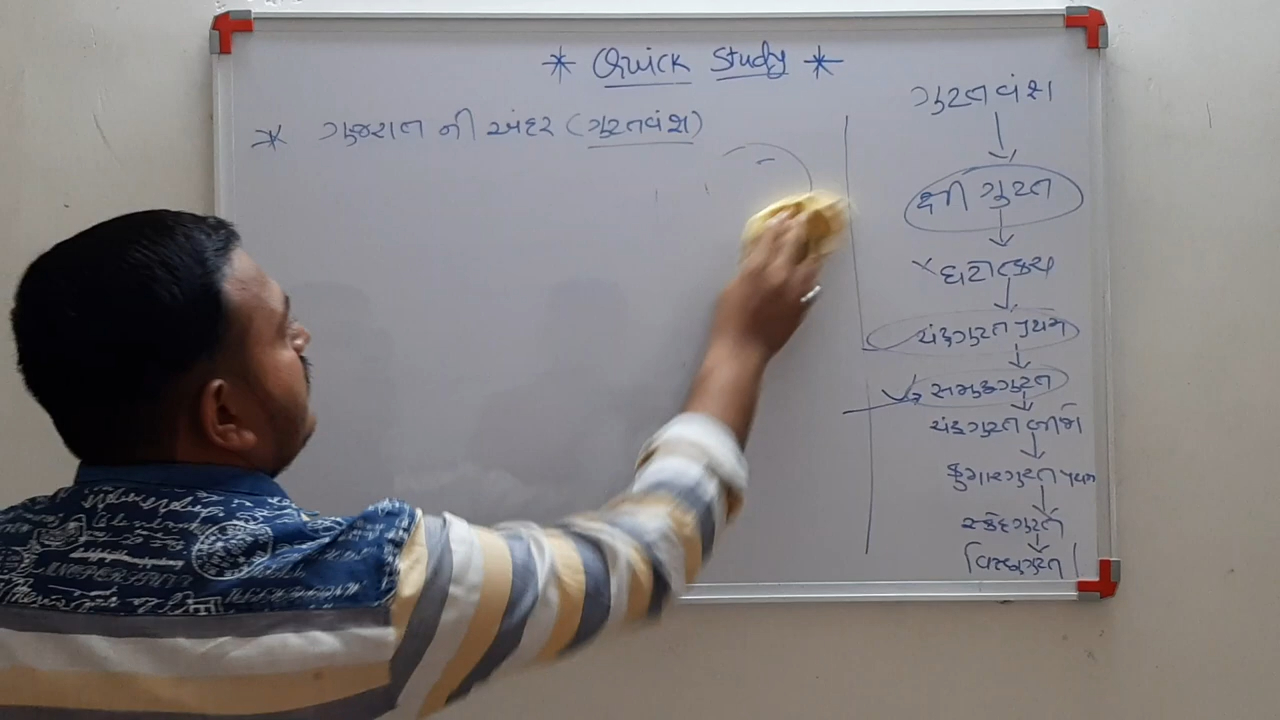 * Quick Study *
* ગુજરાત ની અંદર (ગુપ્તવંશ)
ગુપ્તવંશ
શ્રી ગુપ્ત
ઘટોત્કચ
ચંદ્રગુપ્ત પ્રથમ
સમુદ્રગુપ્ત
ચંદ્રગુપ્ત બીજો
કુમારગુપ્ત પ્રથમ
સ્કંદગુપ્ત
વિષ્ણુગુપ્ત